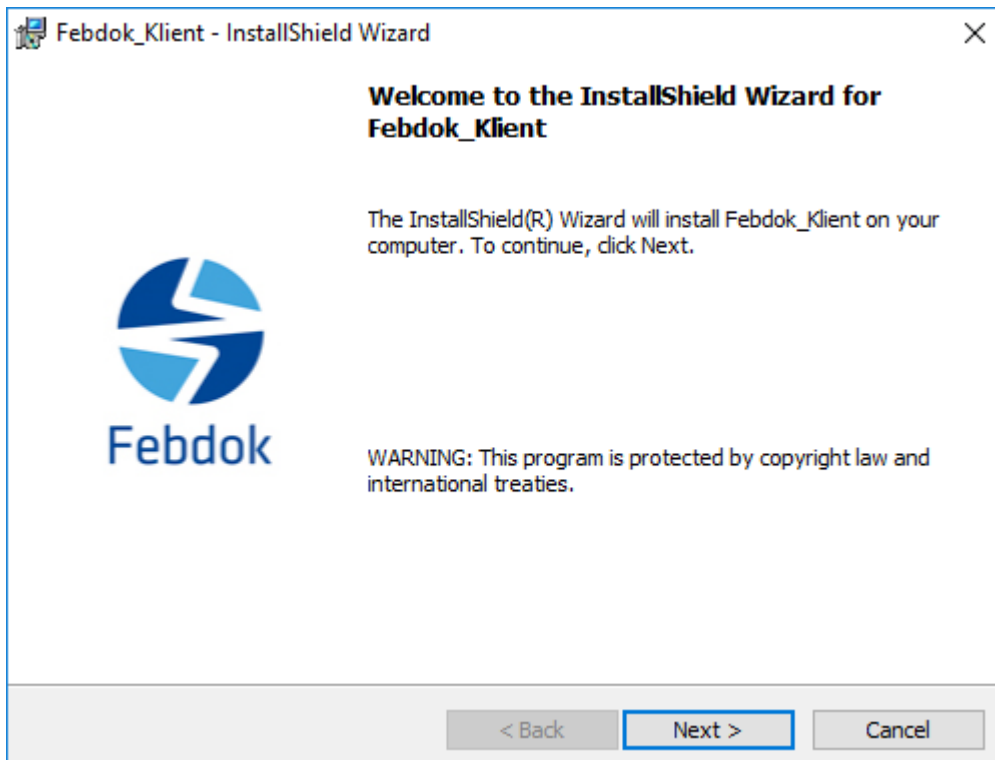 Febdok_Klient - InstallShield Wizard
Welcome to the InstallShield Wizard for
Febdok_Klient
The InstallShield(R) Wizard will install Febdok_Klient on your
computer. To continue, click Next.
Febdok
WARNING: This program is protected by copyright law and
international treaties.
< Back
Next >
Cancel